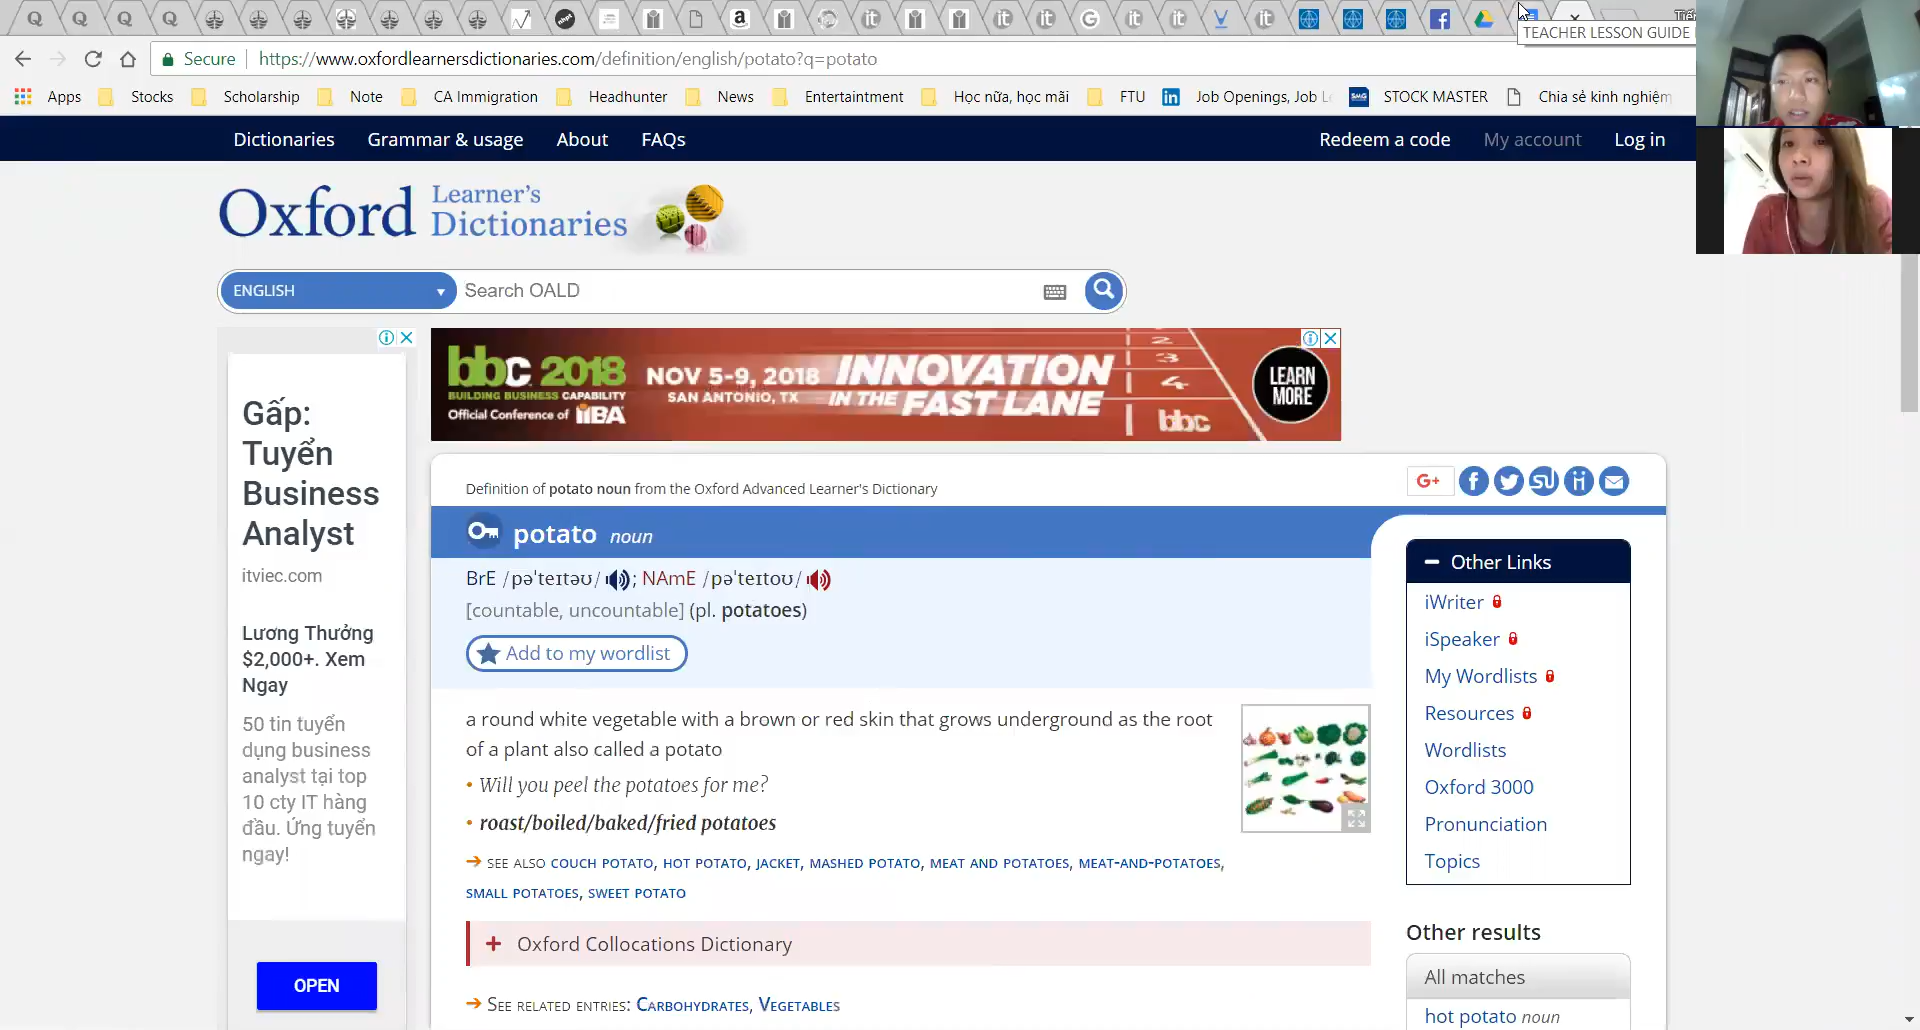 Tiế
TEACHER LESSON GUIDE
Secure
https://www.oxfordlearnersdictionaries.com/definition/english/potato?q=potato
Apps Stocks Scholarship Note CA Immigration Headhunter News Entertaintment Học nữa, học mãi FTU Job Openings, Job L STOCK MASTER Chia sẻ kinh nghiệm
Dictionaries Grammar & usage About FAQs Redeem a code My account Log in
Oxford Learner's Dictionaries
ENGLISH Search OALD
Gấp:
Tuyển
Business
Analyst
itviec.com
Lương Thưởng
$2,000+. Xem
Ngay
50 tin tuyển
dụng business
analyst tại top
10 cty IT hàng
đầu. Ứng tuyển
ngay!
OPEN
bbc 2018
BUILDING BUSINESS CAPABILITY
Official Conference of IIBA
NOV 5-9, 2018
SAN ANTONIO, TX
INNOVATION
IN THE FAST LANE
2
3
4
bbc
LEARN
MORE
Definition of potato noun from the Oxford Advanced Learner's Dictionary
G+
potato noun
BrE /pəˈteɪtəʊ/ ; NAmE /pəˈteɪtoʊ/
[countable, uncountable] (pl. potatoes)
Add to my wordlist
a round white vegetable with a brown or red skin that grows underground as the root
of a plant also called a potato
• Will you peel the potatoes for me?
• roast/boiled/baked/fried potatoes
SEE ALSO COUCH POTATO, HOT POTATO, JACKET, MASHED POTATO, MEAT AND POTATOES, MEAT-AND-POTATOES,
SMALL POTATOES, SWEET POTATO
+ Oxford Collocations Dictionary
SEE RELATED ENTRIES: CARBOHYDRATES, VEGETABLES
Other Links
iWriter
iSpeaker
My Wordlists
Resources
Wordlists
Oxford 3000
Pronunciation
Topics
Other results
All matches
hot potato noun